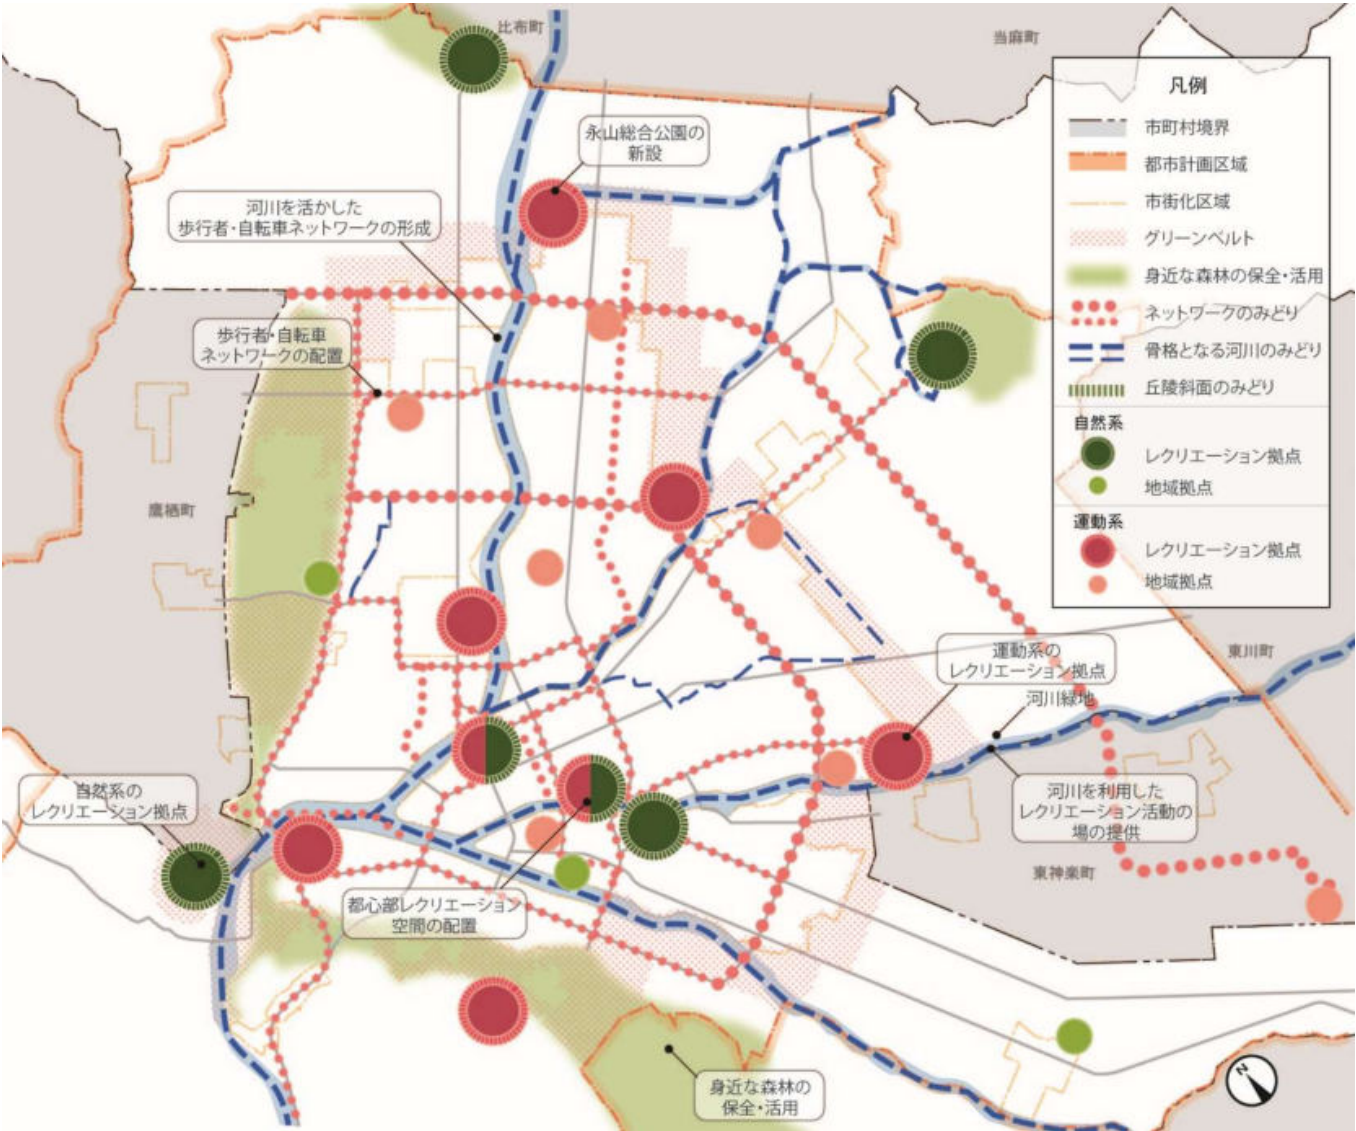 比布町
当麻町
永山総合公園の
新設
河川を活かした
歩行者・自転車ネットワークの形成
歩行者・自転車
ネットワークの配置
鷹栖町
凡例
市町村境界
都市計画区域
市街化区域
グリーンベルト
身近な森林の保全・活用
ネットワークのみどり
骨格となる河川のみどり
丘陵斜面のみどり
自然系
レクリエーション拠点
地域拠点
運動系
レクリエーション拠点
地域拠点
運動系の
レクリエーション拠点
東川町
河川緑地
自然系の
レクリエーション拠点
河川を利用した
レクリエーション活動の
場の提供
東神楽町
都心部レクリエーション
空間の配置
身近な森林の
保全・活用
N